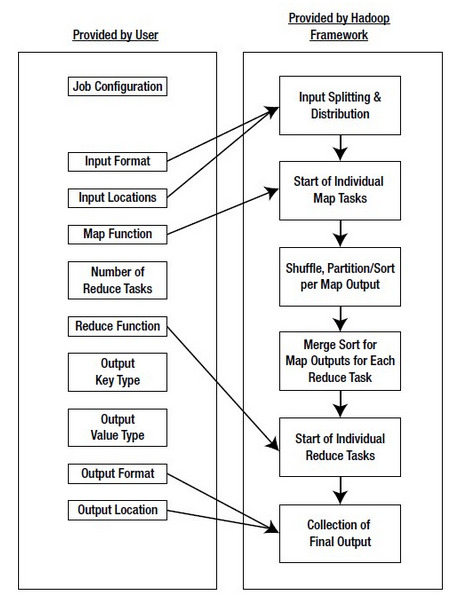 Provided by User
Job Configuration
Input Format
Input Locations
Map Function
Number of
Reduce Tasks
Reduce Function
Output
Key Type
Output
Value Type
Output Format
Output Location
Provided by Hadoop
Framework
Input Splitting &
Distribution
Start of Individual
Map Tasks
Shuffle, Partition/Sort
per Map Output
Merge Sort for
Map Outputs for Each
Reduce Task
Start of Individual
Reduce Tasks
Collection of
Final Output